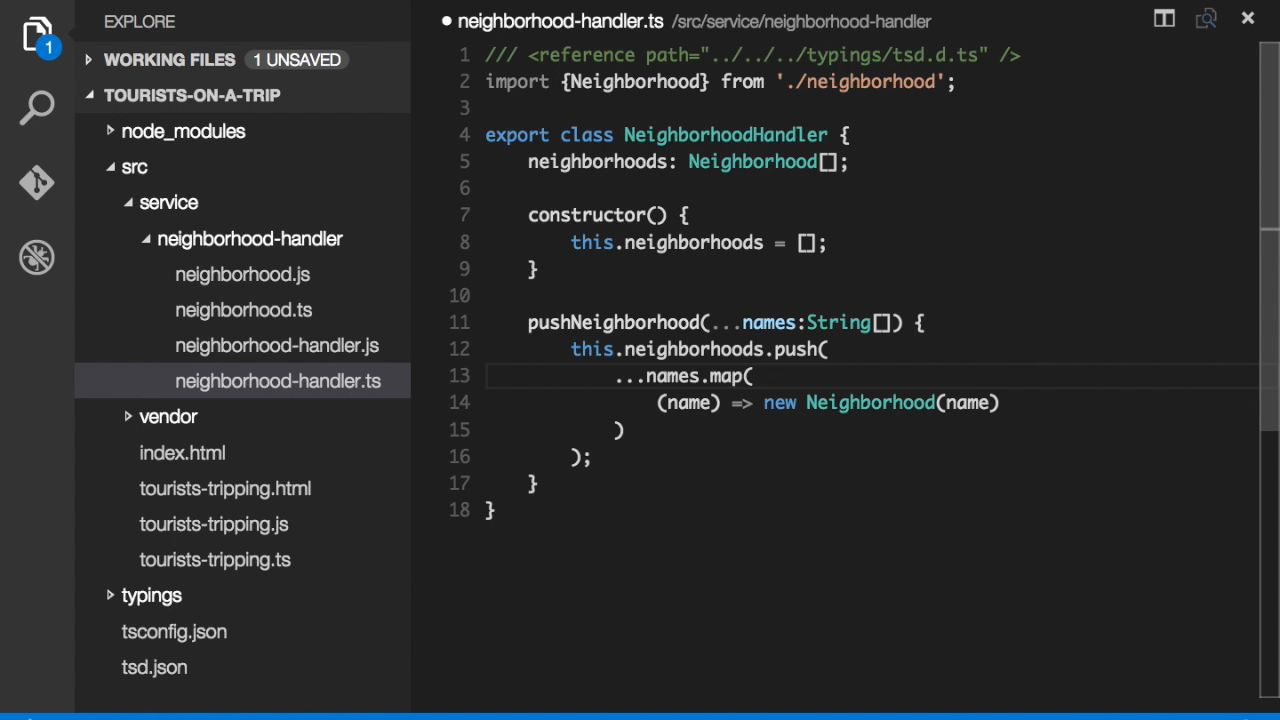 EXPLORE
1
WORKING FILES 1 UNSAVED
TOURISTS-ON-A-TRIP
node_modules
src
service
neighborhood-handler
neighborhood.js
neighborhood.ts
neighborhood-handler.js
neighborhood-handler.ts
vendor
index.html
tourists-tripping.html
tourists-tripping.js
tourists-tripping.ts
typings
tsconfig.json
tsd.json
neighborhood-handler.ts /src/service/neighborhood-handler
1 /// <reference path="../../../typings/tsd.d.ts" />
2 import {Neighborhood} from './neighborhood';
3
4 export class NeighborhoodHandler {
5 neighborhoods: Neighborhood[];
6
7 constructor() {
8 this.neighborhoods = [];
9 }
10
11 pushNeighborhood(...names:String[]) {
12 this.neighborhoods.push(
13 ...names.map(
14 (name) => new Neighborhood(name)
15 )
16 );
17 }
18 }